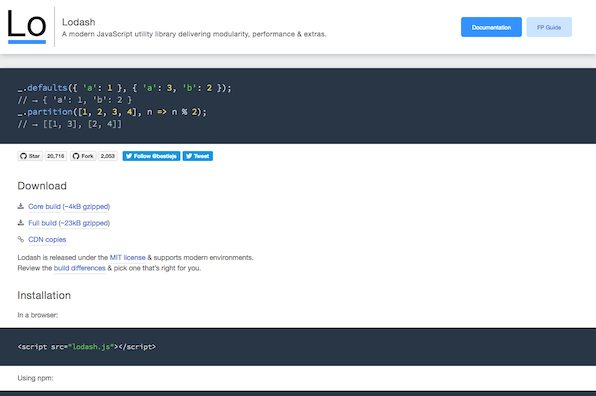 Lo
Lodash
A modern JavaScript utility library delivering modularity, performance & extras.
Documentation
FP Guide
_.defaults({ 'a': 1 }, { 'a': 3, 'b': 2 });
// → { 'a': 1, 'b': 2 }
_.partition([1, 2, 3, 4], n => n % 2);
// → [[1, 3], [2, 4]]
Star 20,716 Fork 2,053 Follow @bestiejs Tweet
Download
Core build (~4kB gzipped)
Full build (~23kB gzipped)
CDN copies
Lodash is released under the MIT license & supports modern environments.
Review the build differences & pick one that's right for you.
Installation
In a browser:
<script src="lodash.js"></script>
Using npm: